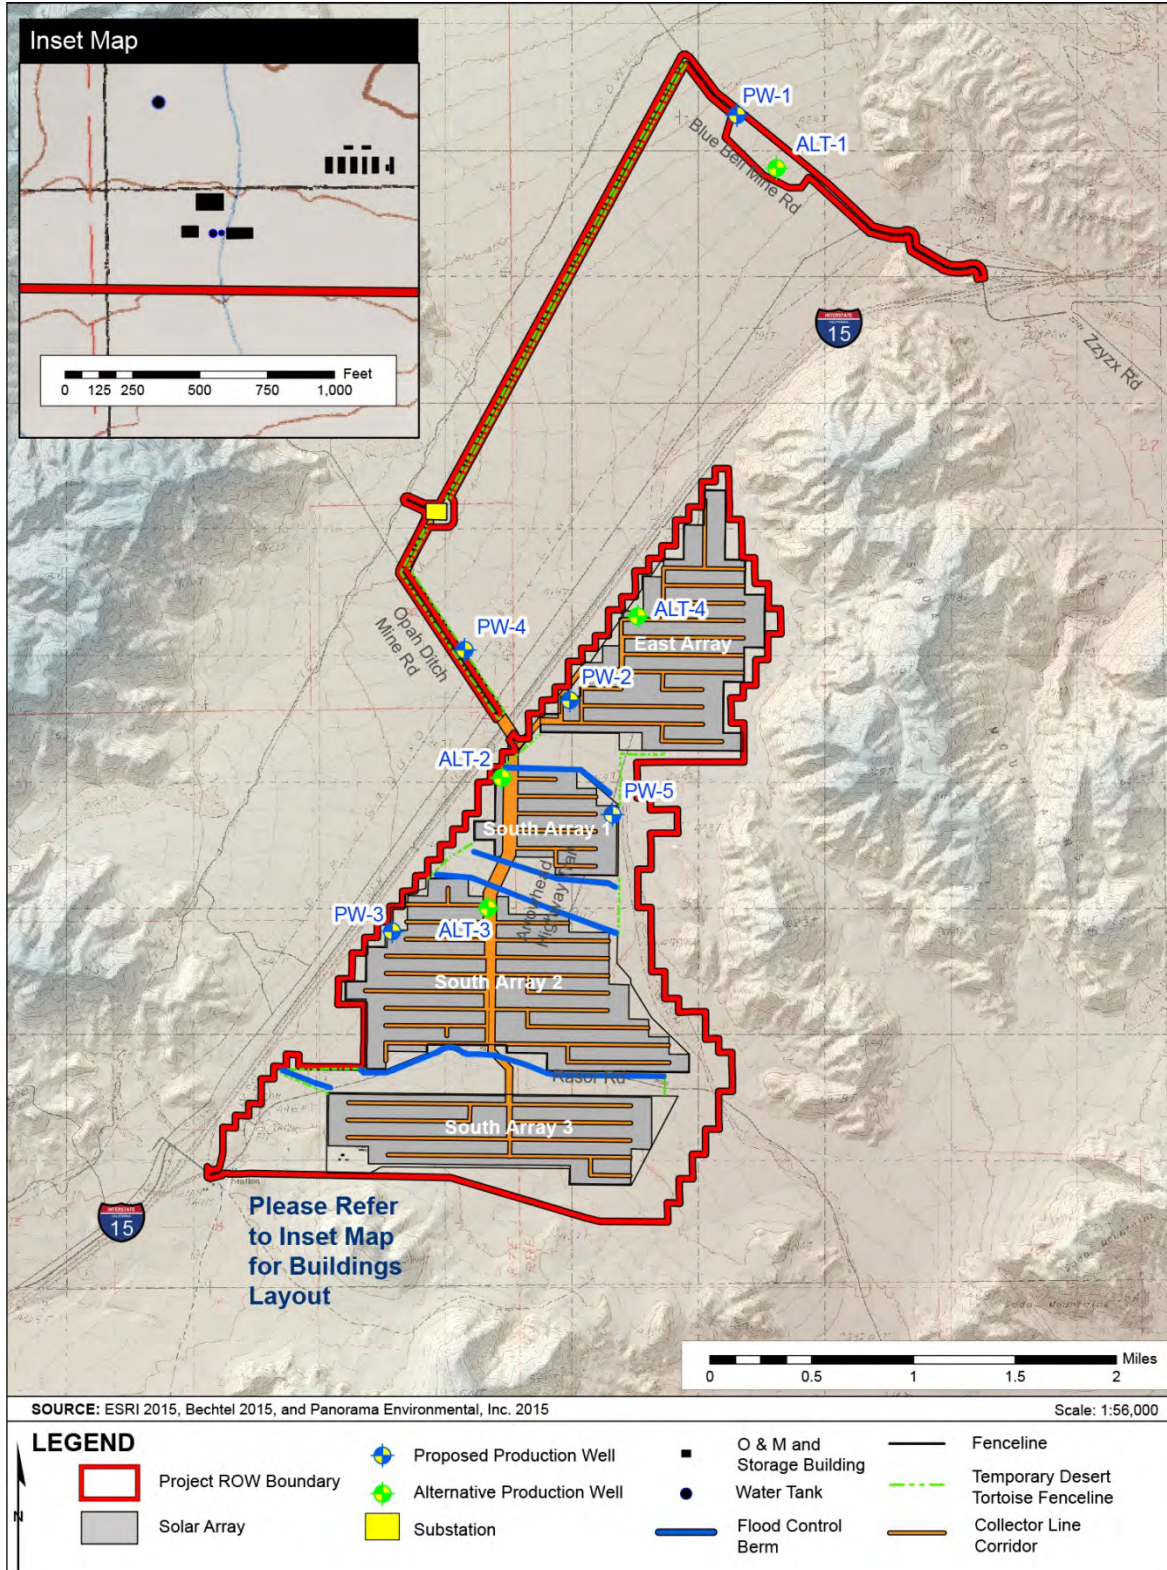 Inset Map
Feet
0 125 250 500 750 1,000
PW-1
ALT-1
Blue Bell Mine Rd
INTERSTATE
CALIFORNIA
15
Zzyzx Rd
ALT-4
East Array
PW-4
Opah Ditch
Mine Rd
PW-2
ALT-2
PW-5
South Array 1
Arrowhead
Highway Trail
PW-3
ALT-3
South Array 2
Rasor Rd
South Array 3
INTERSTATE
CALIFORNIA
15
Please Refer
to Inset Map
for Buildings
Layout
Miles
0 0.5 1 1.5 2
SOURCE: ESRI 2015, Bechtel 2015, and Panorama Environmental, Inc. 2015
Scale: 1:56,000
LEGEND
N
Project ROW Boundary
Solar Array
Proposed Production Well
Alternative Production Well
Substation
O & M and
Storage Building
Water Tank
Flood Control
Berm
Fenceline
Temporary Desert
Tortoise Fenceline
Collector Line
Corridor